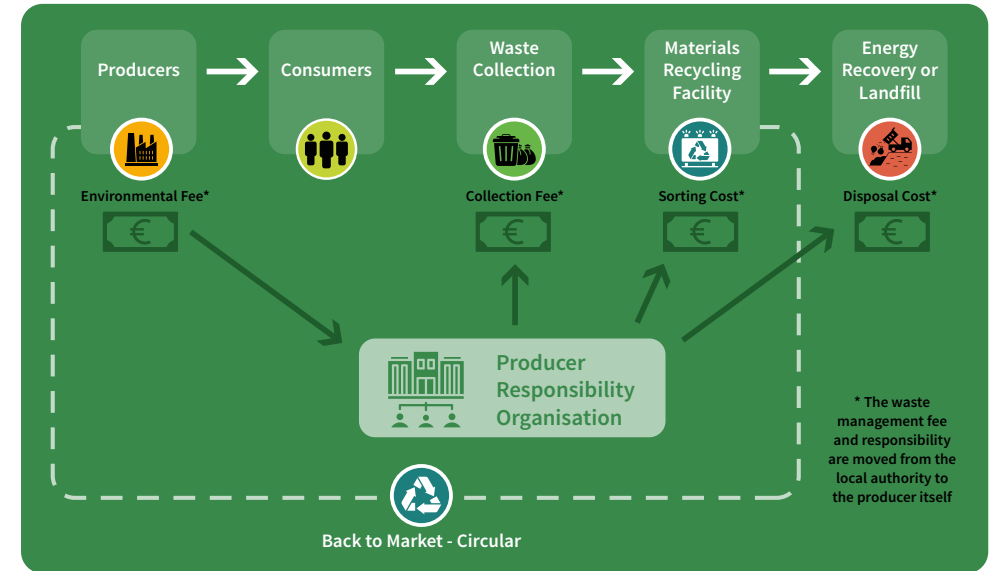 Producers
Consumers
Waste
Collection
Materials
Recycling
Facility
Energy
Recovery or
Landfill
Environmental Fee*
Collection Fee*
Sorting Cost*
Disposal Cost*
€
€
€
€
Producer
Responsibility
Organisation
* The waste
management fee
and responsibility
are moved from the
local authority to
the producer itself
Back to Market - Circular